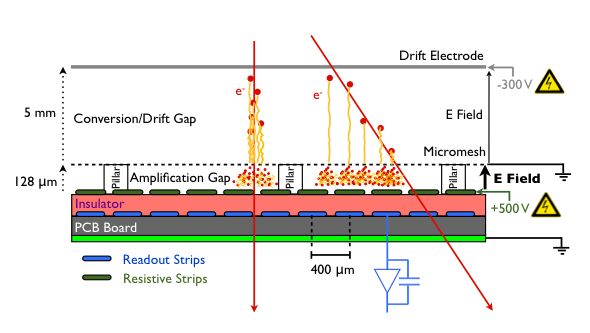 Drift Electrode
-300 V
e-
e-
5 mm
Conversion/Drift Gap
E Field
Micromesh
128 μm
Pillar
Amplification Gap
Pillar
Pillar
E Field
+500 V
Insulator
PCB Board
Readout Strips
400 μm
Resistive Strips